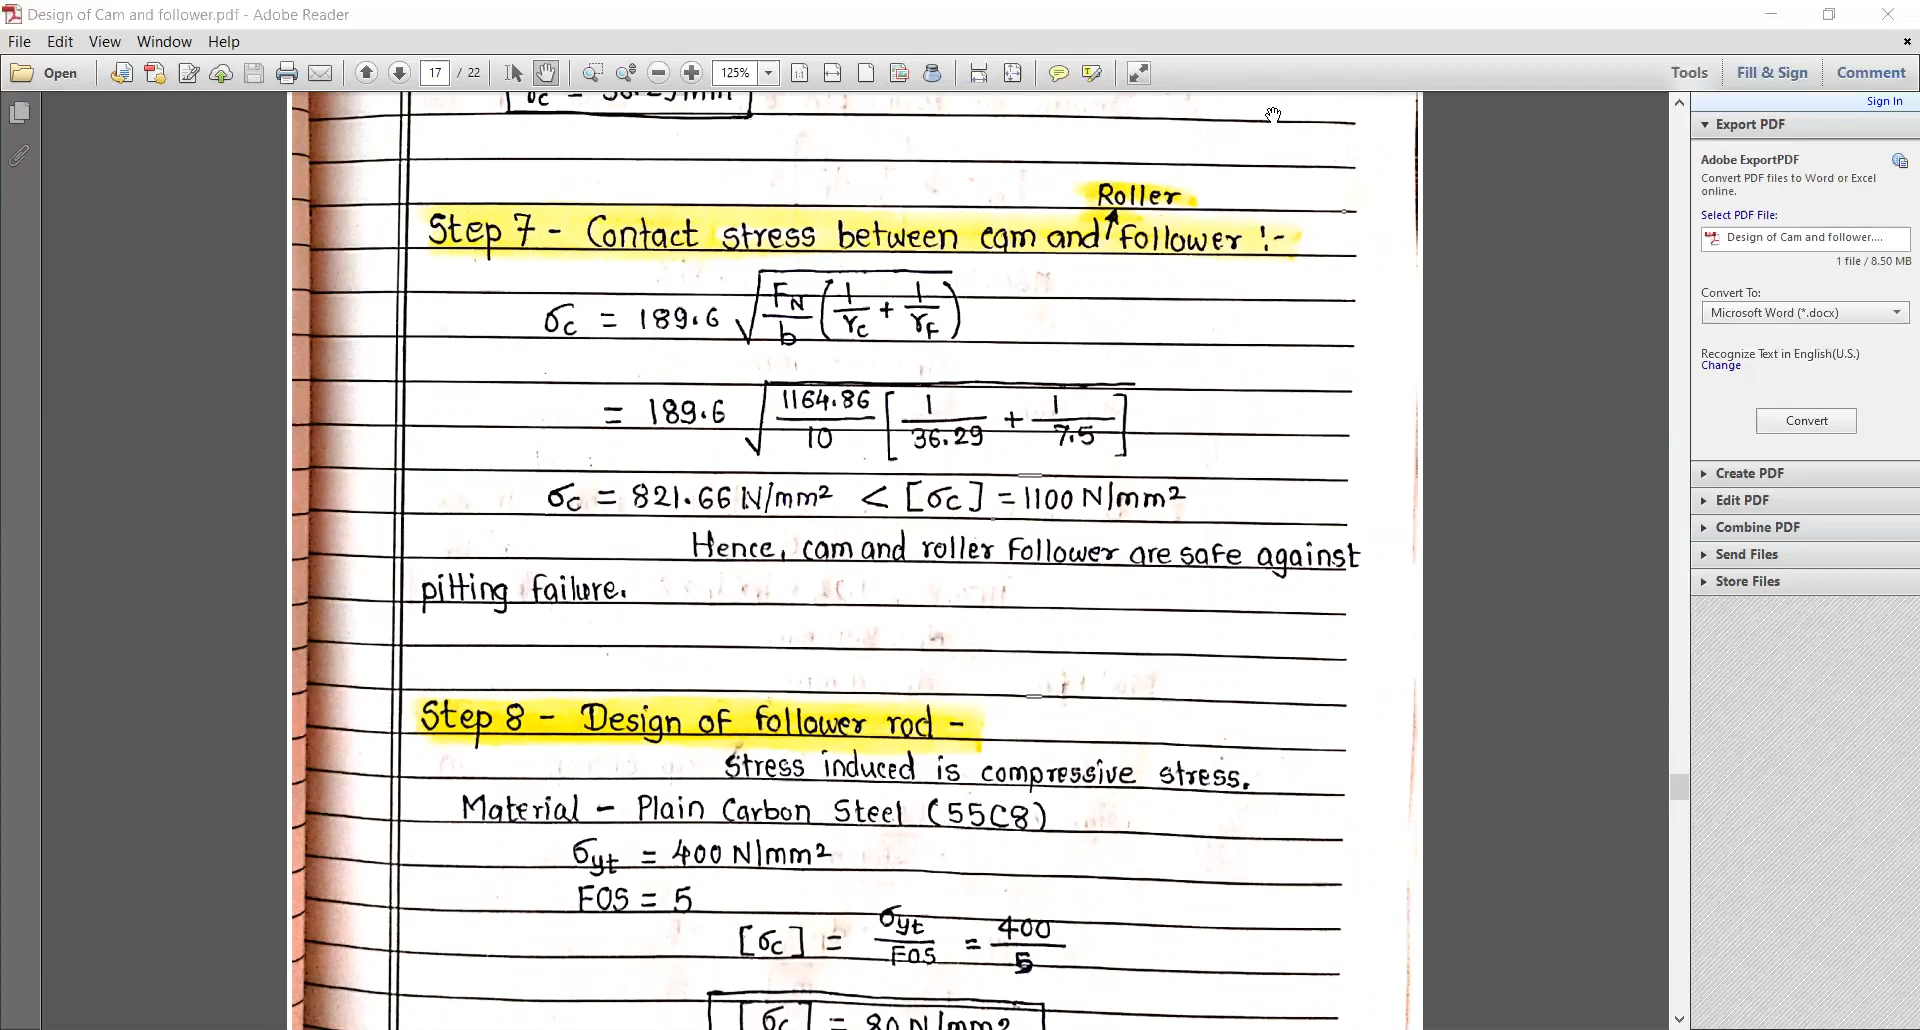 Design of Cam and follower.pdf - Adobe Reader
File Edit View Window Help
Open 17 / 22 125% Tools Fill & Sign Comment
Sign In
Export PDF
Adobe ExportPDF
Convert PDF files to Word or Excel
online.
Select PDF File:
Design of Cam and follower....
1 file / 8.50 MB
Convert To:
Microsoft Word (*.docx)
Recognize Text in English(U.S.)
Change
Convert
Create PDF
Edit PDF
Combine PDF
Send Files
Store Files
Roller
Step 7 - Contact stress between cam and follower :-
σc = 189.6 √(FN/b (1/rc + 1/rF))
= 189.6 √(1164.86/10 [1/36.29 + 1/7.5])
σc = 821.66 N/mm² < [σc] = 1100 N/mm²
Hence, cam and roller follower are safe against
pitting failure.
Step 8 - Design of follower rod -
Stress induced is compressive stress.
Material - Plain Carbon Steel (55C8)
σyt = 400 N/mm²
FOS = 5
[σc] = σyt/FOS = 400/5
[σc] = 80 N/mm²